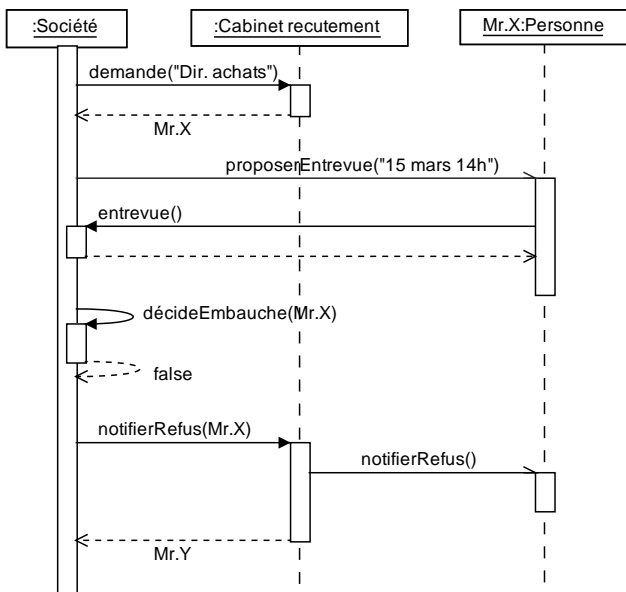 :Société
:Cabinet recutement
Mr.X:Personne
demande("Dir. achats")
Mr.X
proposerEntrevue("15 mars 14h")
entrevue()
décideEmbauche(Mr.X)
false
notifierRefus(Mr.X)
notifierRefus()
Mr.Y